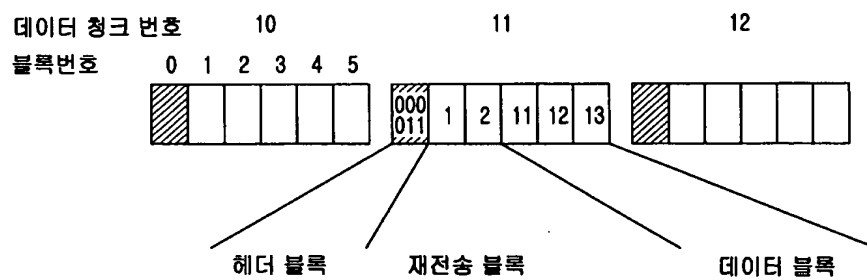 데이터 청크 번호 10 11 12
블록번호 0 1 2 3 4 5
000
011 1 2 11 12 13
헤더 블록 재전송 블록 데이터 블록